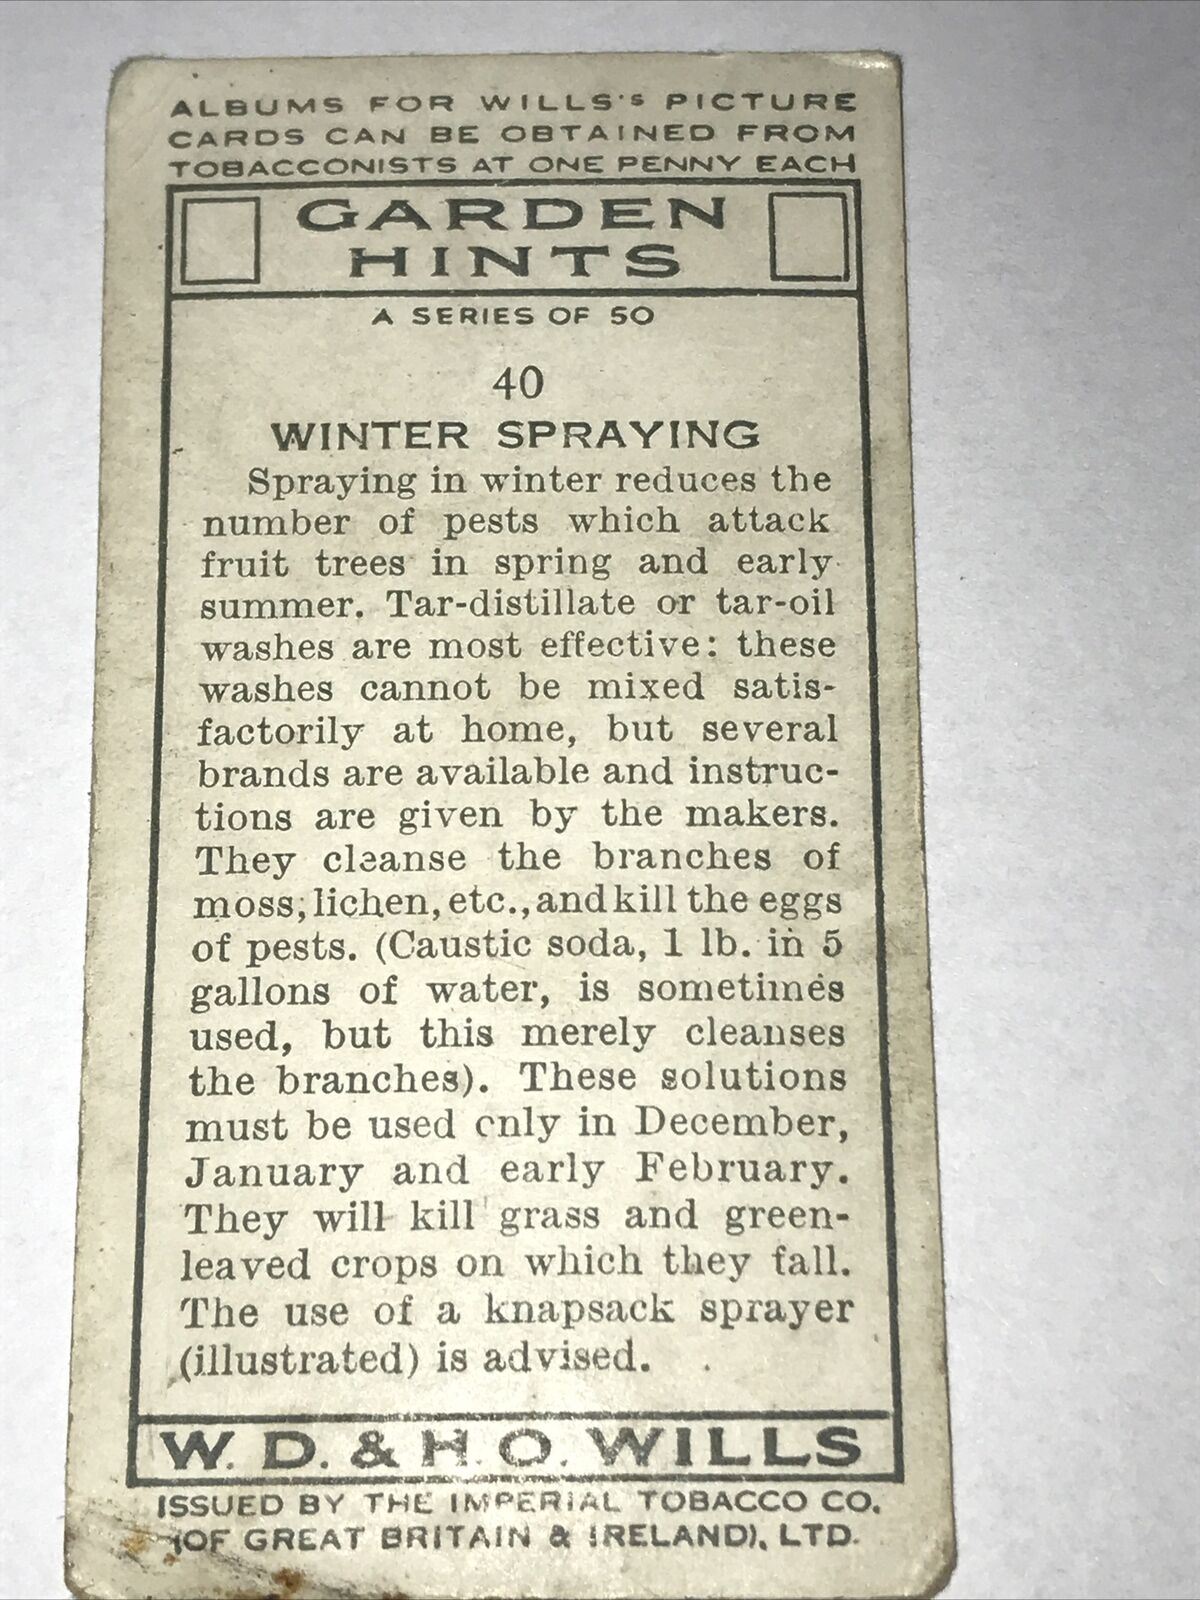 ALBUMS FOR WILLS'S PICTURE
CARDS CAN BE OBTAINED FROM
TOBACCONISTS AT ONE PENNY EACH
GARDEN
HINTS
A SERIES OF 50
40
WINTER SPRAYING
Spraying in winter reduces the
number of pests which attack
fruit trees in spring and early
summer. Tar-distillate or tar-oil
washes are most effective: these
washes cannot be mixed satis-
factorily at home, but several
brands are available and instruc-
tions are given by the makers.
They cleanse the branches of
moss, lichen, etc., and kill the eggs
of pests. (Caustic soda, 1 lb. in 5
gallons of water, is sometimes
used, but this merely cleanses
the branches). These solutions
must be used only in December,
January and early February.
They will kill grass and green-
leaved crops on which they fall.
The use of a knapsack sprayer
(illustrated) is advised.
W. D. & H. O. WILLS
ISSUED BY THE IMPERIAL TOBACCO CO.
(OF GREAT BRITAIN & IRELAND), LTD.